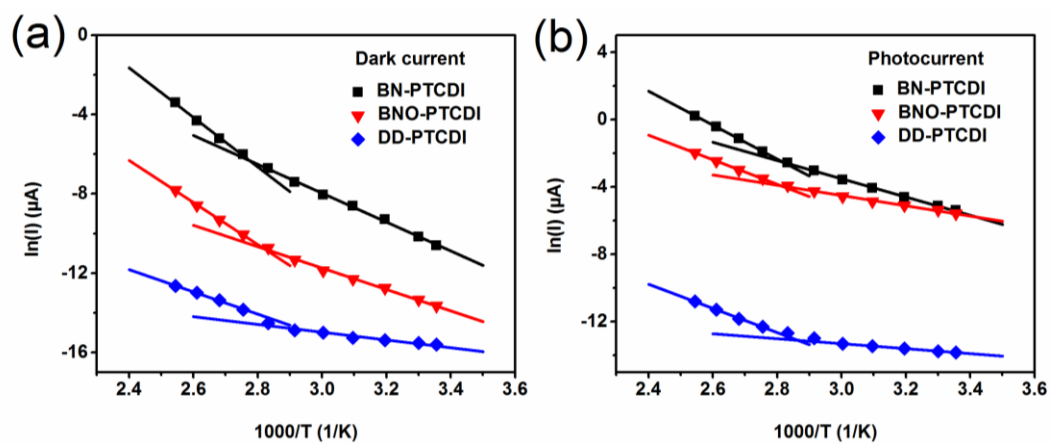 (a)
Dark current
BN-PTCDI
BNO-PTCDI
DD-PTCDI
0
-4
-8
-12
-16
ln(I) (μA)
2.4 2.6 2.8 3.0 3.2 3.4 3.6
1000/T (1/K)
(b)
Photocurrent
BN-PTCDI
BNO-PTCDI
DD-PTCDI
4
0
-4
-8
-12
ln(I) (μA)
2.4 2.6 2.8 3.0 3.2 3.4 3.6
1000/T (1/K)